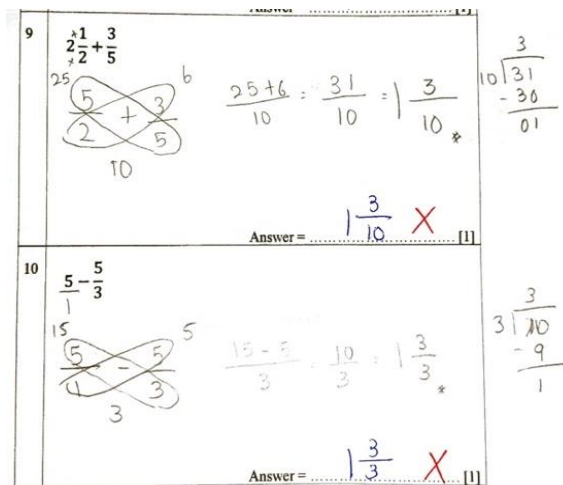 Answer = ........................ [1]
9
2 1/2 + 3/5
25 6
5/2 + 3/5
10
25+6/10 = 31/10 = 1 3/10 *
3
10 31
- 30
01
Answer = 1 3/10 X [1]
10
5/1 - 5/3
15 5
5/1 - 5/3
3
15 - 5/3 = 10/3 = 1 3/3 *
3
3 10
- 9
1
Answer = 1 3/3 X [1]